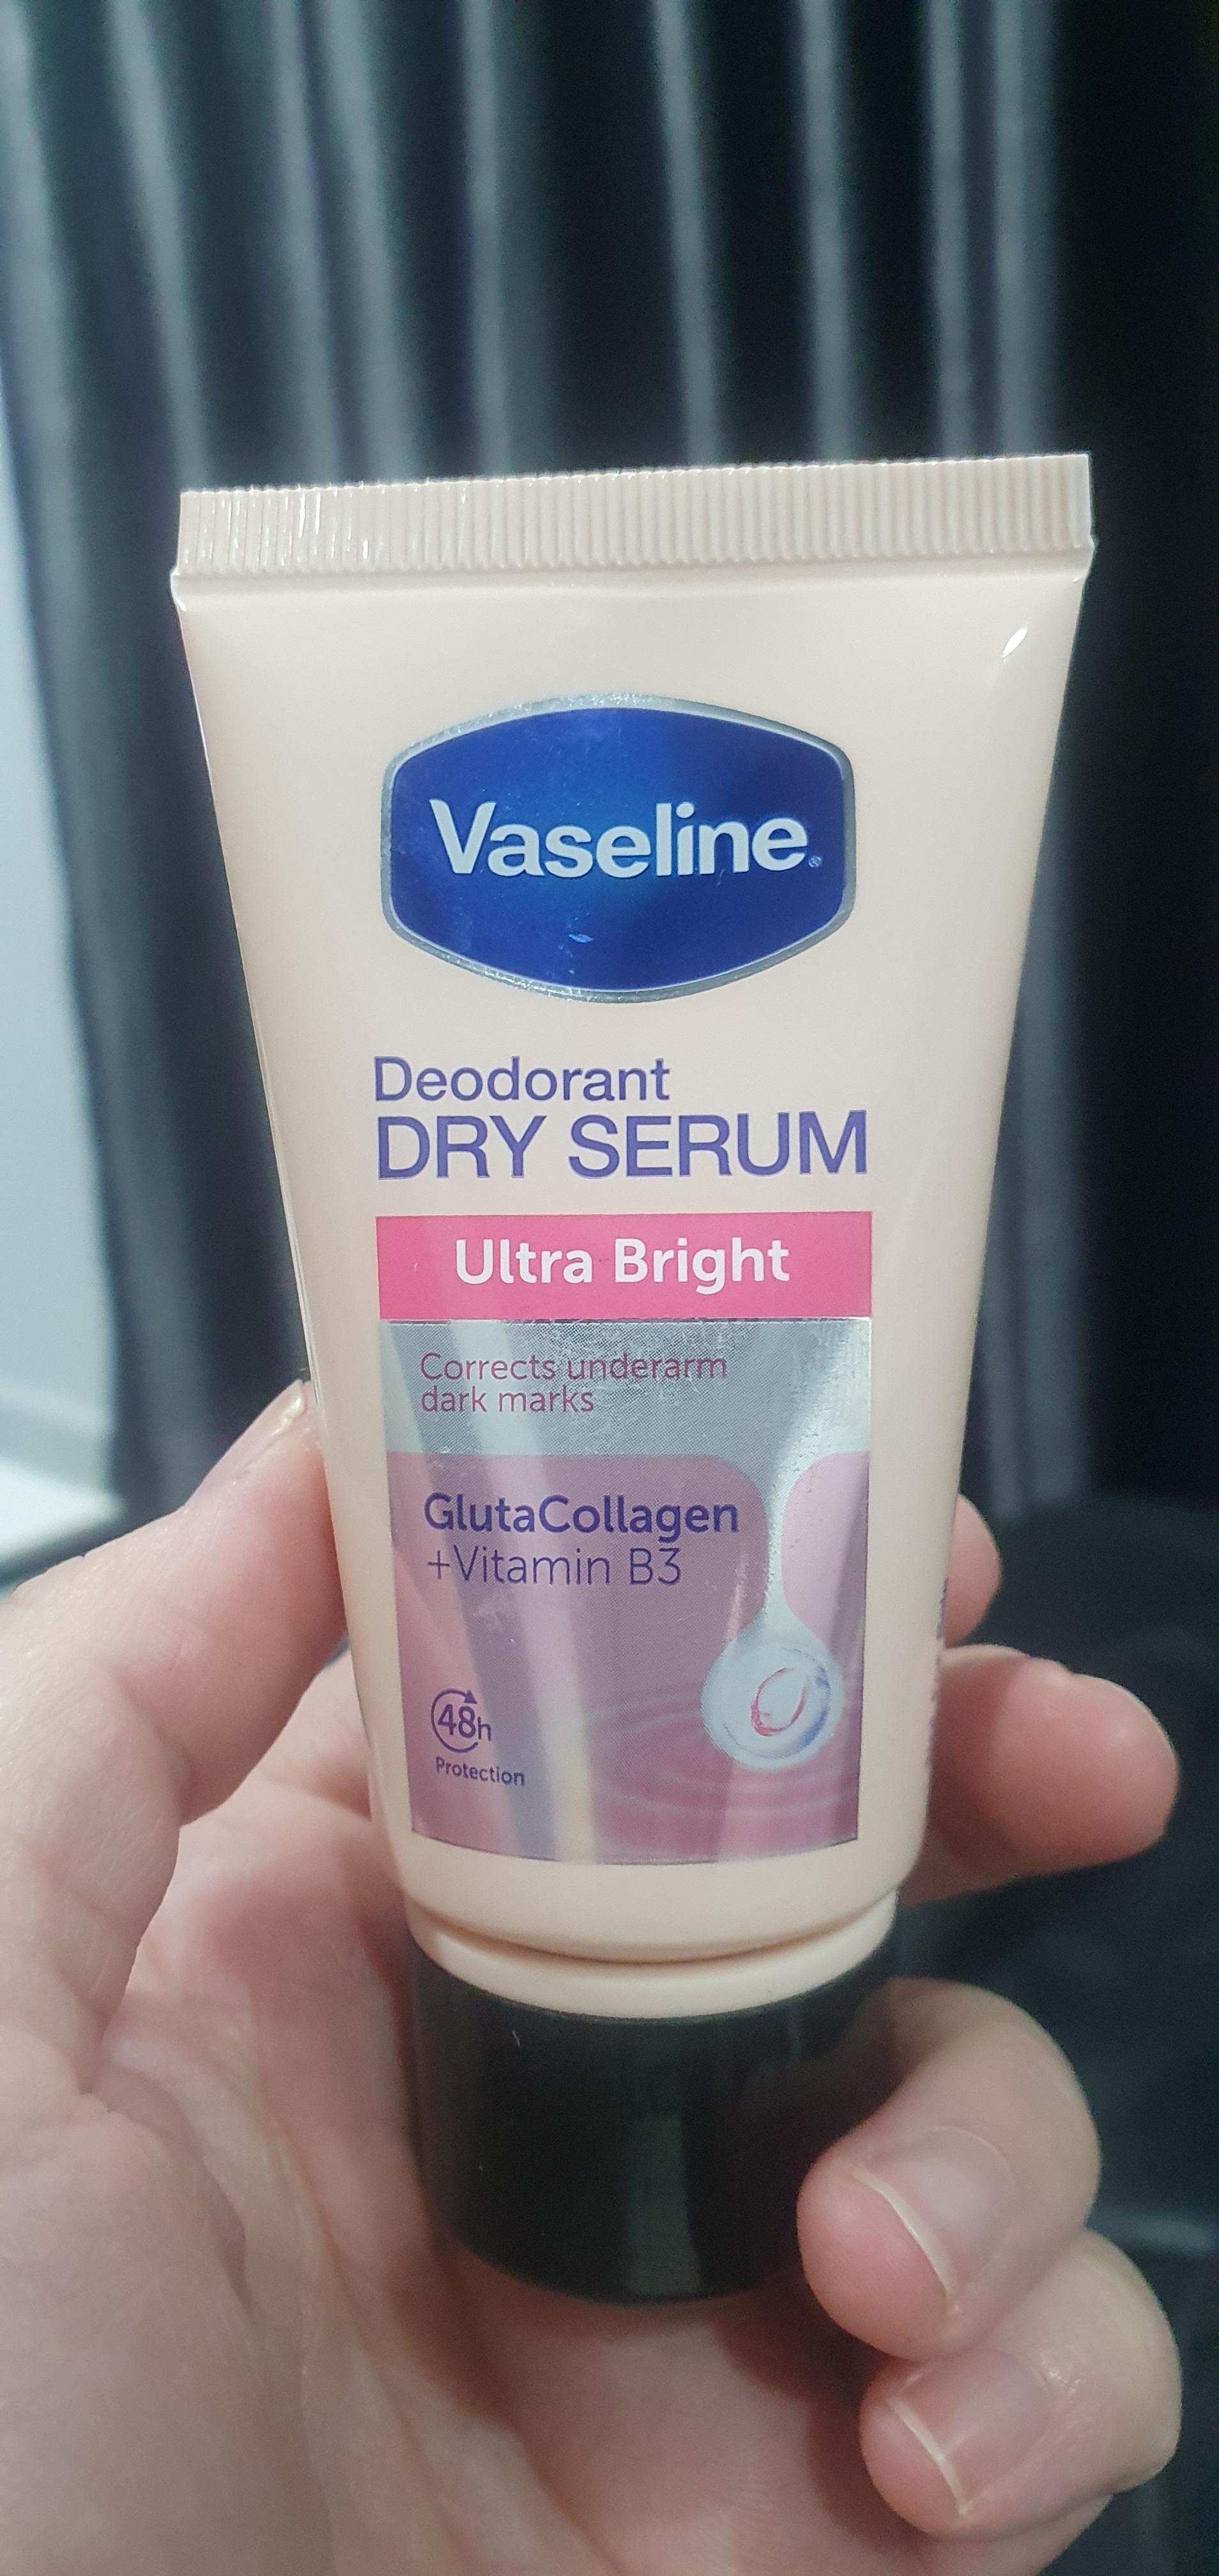 Vaseline®
Deodorant
DRY SERUM
Ultra Bright
Corrects underarm
dark marks
GlutaCollagen
+Vitamin B3
48h
Protection